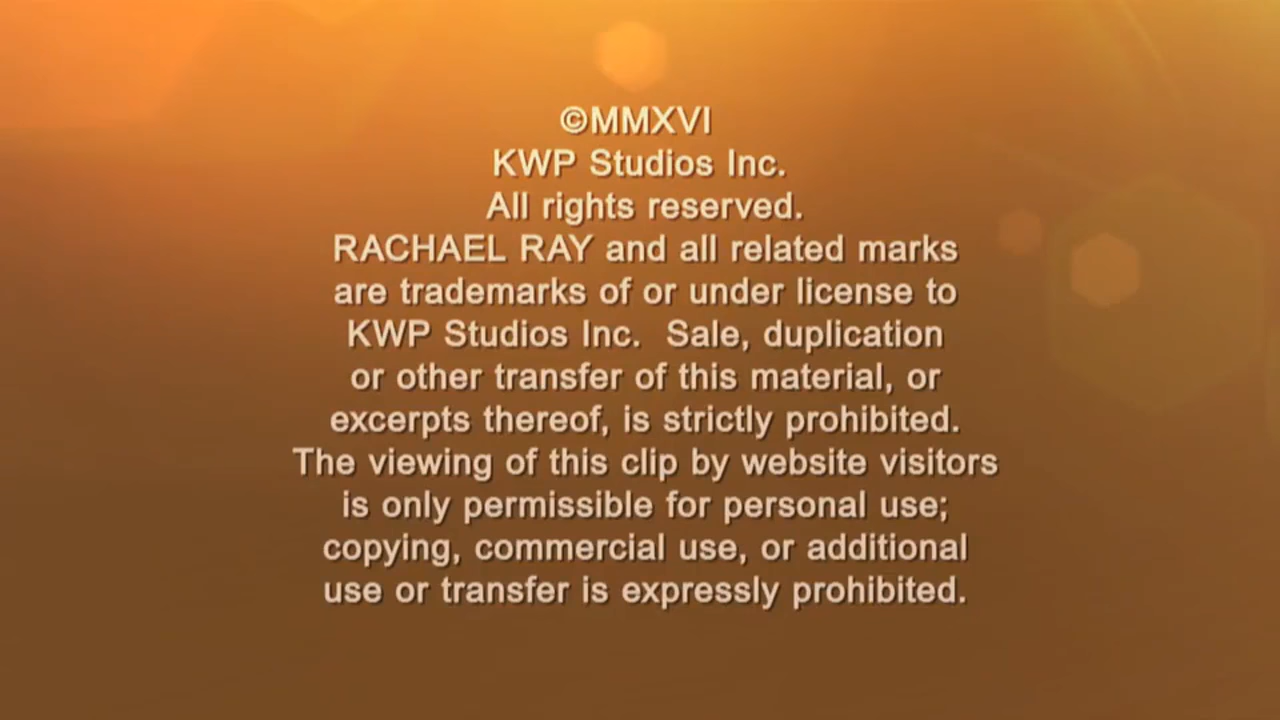 ©MMXVI
KWP Studios Inc.
All rights reserved.
RACHAEL RAY and all related marks
are trademarks of or under license to
KWP Studios Inc.  Sale, duplication
or other transfer of this material, or
excerpts thereof, is strictly prohibited.
The viewing of this clip by website visitors
is only permissible for personal use;
copying, commercial use, or additional
use or transfer is expressly prohibited.